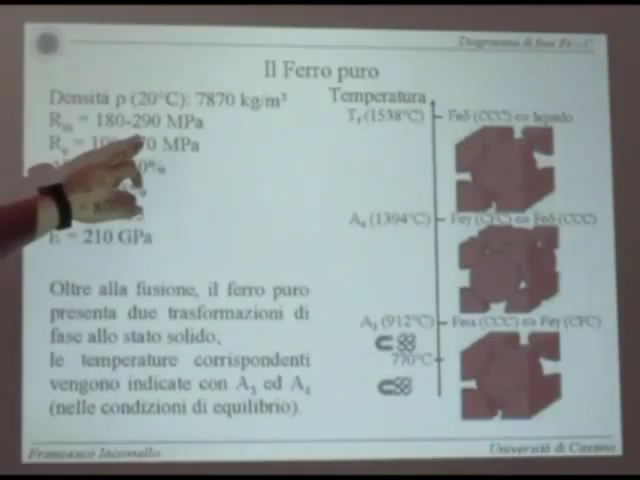 Diagramma di fase Fe – C
Il Ferro puro
Densità ρ (20°C): 7870 kg/m³
Rm = 180-290 MPa
= 70 MPa
0%
E = 210 GPa
Oltre alla fusione, il ferro puro
presenta due trasformazioni di
fase allo stato solido,
le temperature corrispondenti
vengono indicate con A3 ed A4
(nelle condizioni di equilibrio).
Temperatura
Tf (1538°C) Feδ (CCC) ⇔ liquido
A4 (1394°C) Feγ (CFC) ⇔ Feδ (CCC)
A3 (912°C) Feα (CCC) ⇔ Feγ (CFC)
770°C
Francesco Iacoviello
Università di Cassino